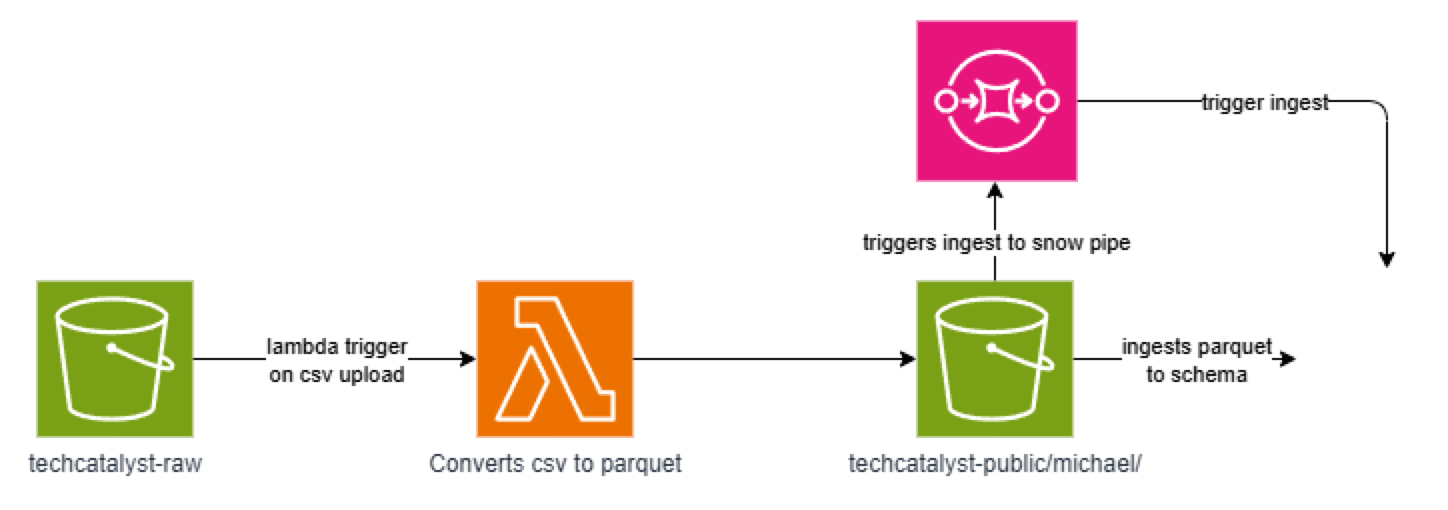 trigger ingest
triggers ingest to snow pipe
lambda trigger
on csv upload
ingests parquet
to schema
techcatalyst-raw
Converts csv to parquet
techcatalyst-public/michael/